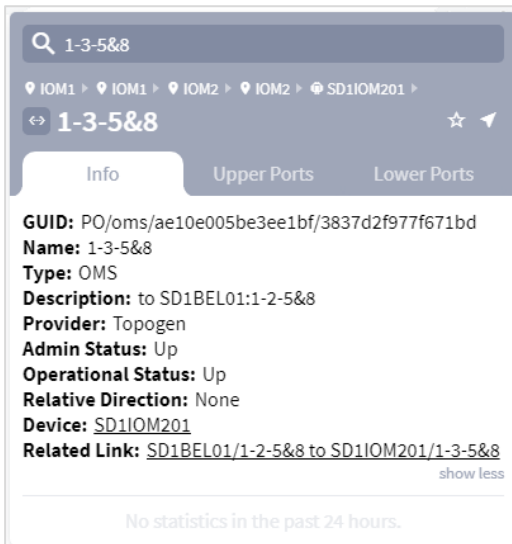 1-3-5&8
IOM1 IOM1 IOM2 IOM2 SD1IOM201
1-3-5&8
Info Upper Ports Lower Ports
GUID: PO/oms/ae10e005be3ee1bf/3837d2f977f671bd
Name: 1-3-5&8
Type: OMS
Description: to SD1BEL01:1-2-5&8
Provider: Topogen
Admin Status: Up
Operational Status: Up
Relative Direction: None
Device: SD1IOM201
Related Link: SD1BEL01/1-2-5&8 to SD1IOM201/1-3-5&8
show less
No statistics in the past 24 hours.